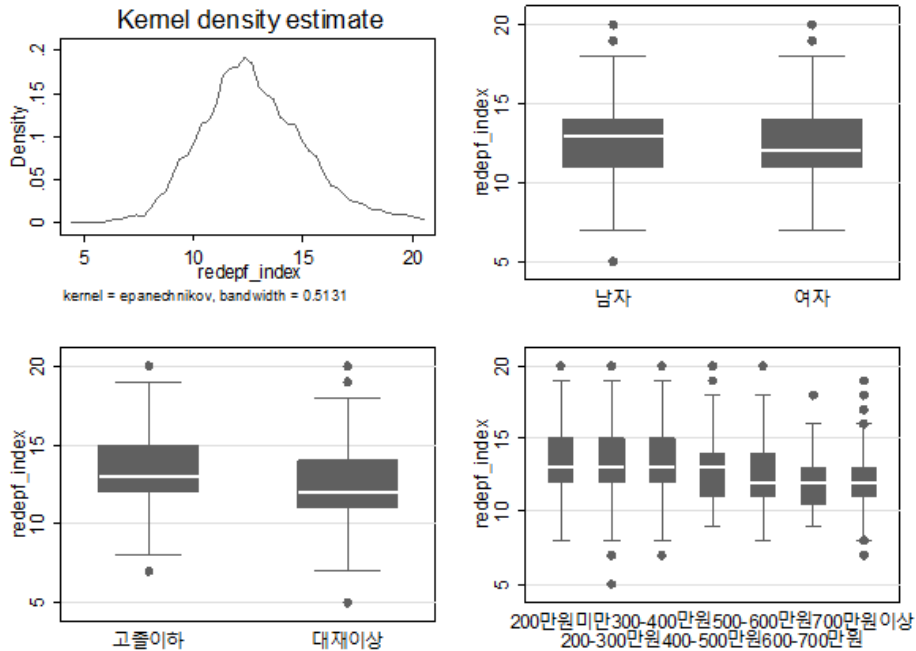 Kernel density estimate
Density
0 .05 .1 .15 .2
5 10 15 20
redepf_index
kernel = epanechnikov, bandwidth = 0.5131
redepf_index
5 10 15 20
남자 여자
redepf_index
5 10 15 20
고졸이하 대재이상
redepf_index
5 10 15 20
200만원미만300-400만원500-600만원700만원이상
200-300만원400-500만원600-700만원